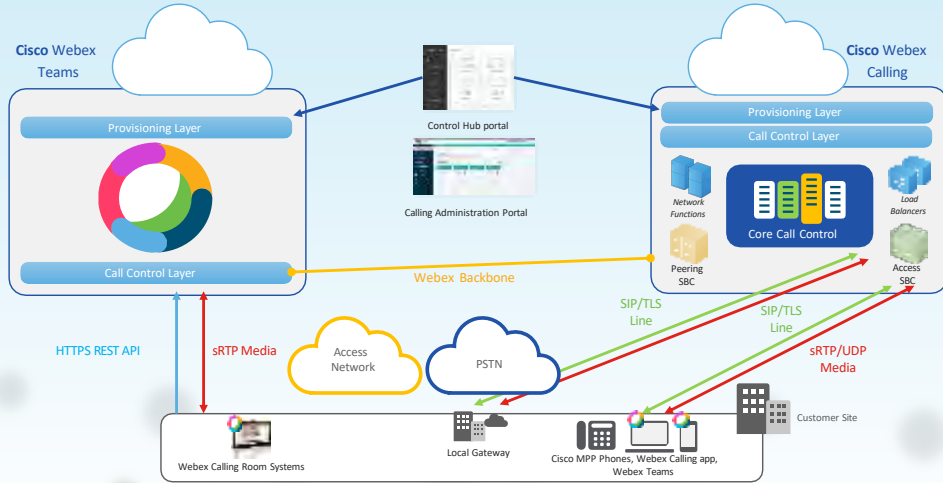 Cisco Webex
Teams
Provisioning Layer
Call Control Layer
Control Hub portal
Calling Administration Portal
Cisco Webex
Calling
Provisioning Layer
Call Control Layer
Network
Functions
Core Call Control
Load
Balancers
Peering
SBC
Access
SBC
Webex Backbone
SIP/TLS
Line
SIP/TLS
Line
HTTPS REST API
sRTP Media
Access
Network
PSTN
sRTP/UDP
Media
Customer Site
Webex Calling Room Systems
Local Gateway
Cisco MPP Phones, Webex Calling app,
Webex Teams